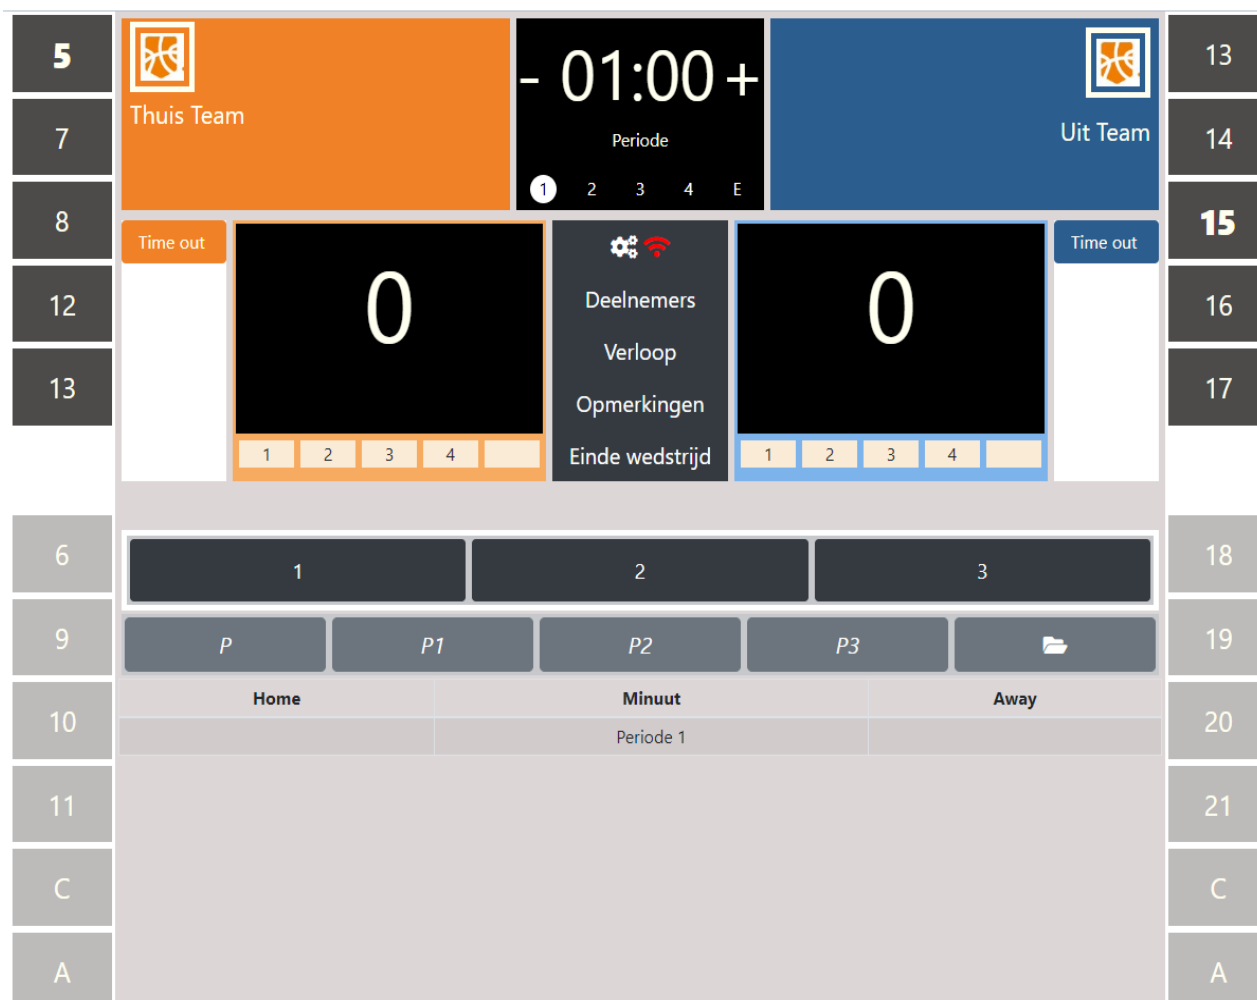 5
7
8
12
13
6
9
10
11
C
A
Thuis Team
- 01:00 +
Periode
1 2 3 4 E
Uit Team
Time out
0
1 2 3 4
Deelnemers
Verloop
Opmerkingen
Einde wedstrijd
0
1 2 3 4
Time out
1 2 3
P P1 P2 P3
Home Minuut Away
Periode 1
13
14
15
16
17
18
19
20
21
C
A